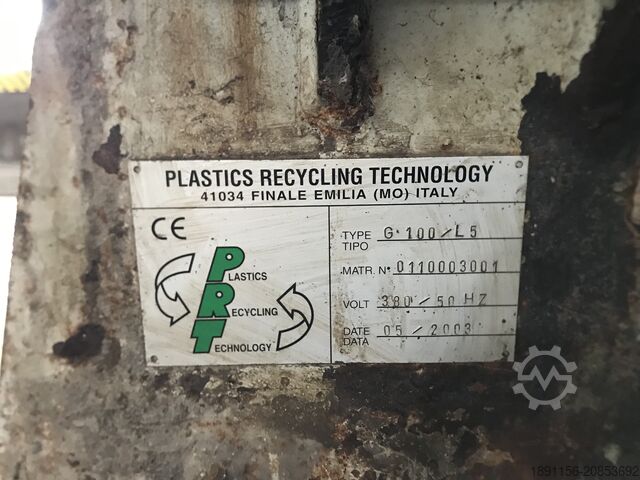 PLASTICS RECYCLING TECHNOLOGY
41034 FINALE EMILIA (MO) ITALY
CE
PLASTICS
RECYCLING
TECHNOLOGY
TYPE G·100/L5
TIPO
MATR. N° 0110003001
VOLT 380/50 HZ
DATE 05/2003
DATA
1891156-20853692